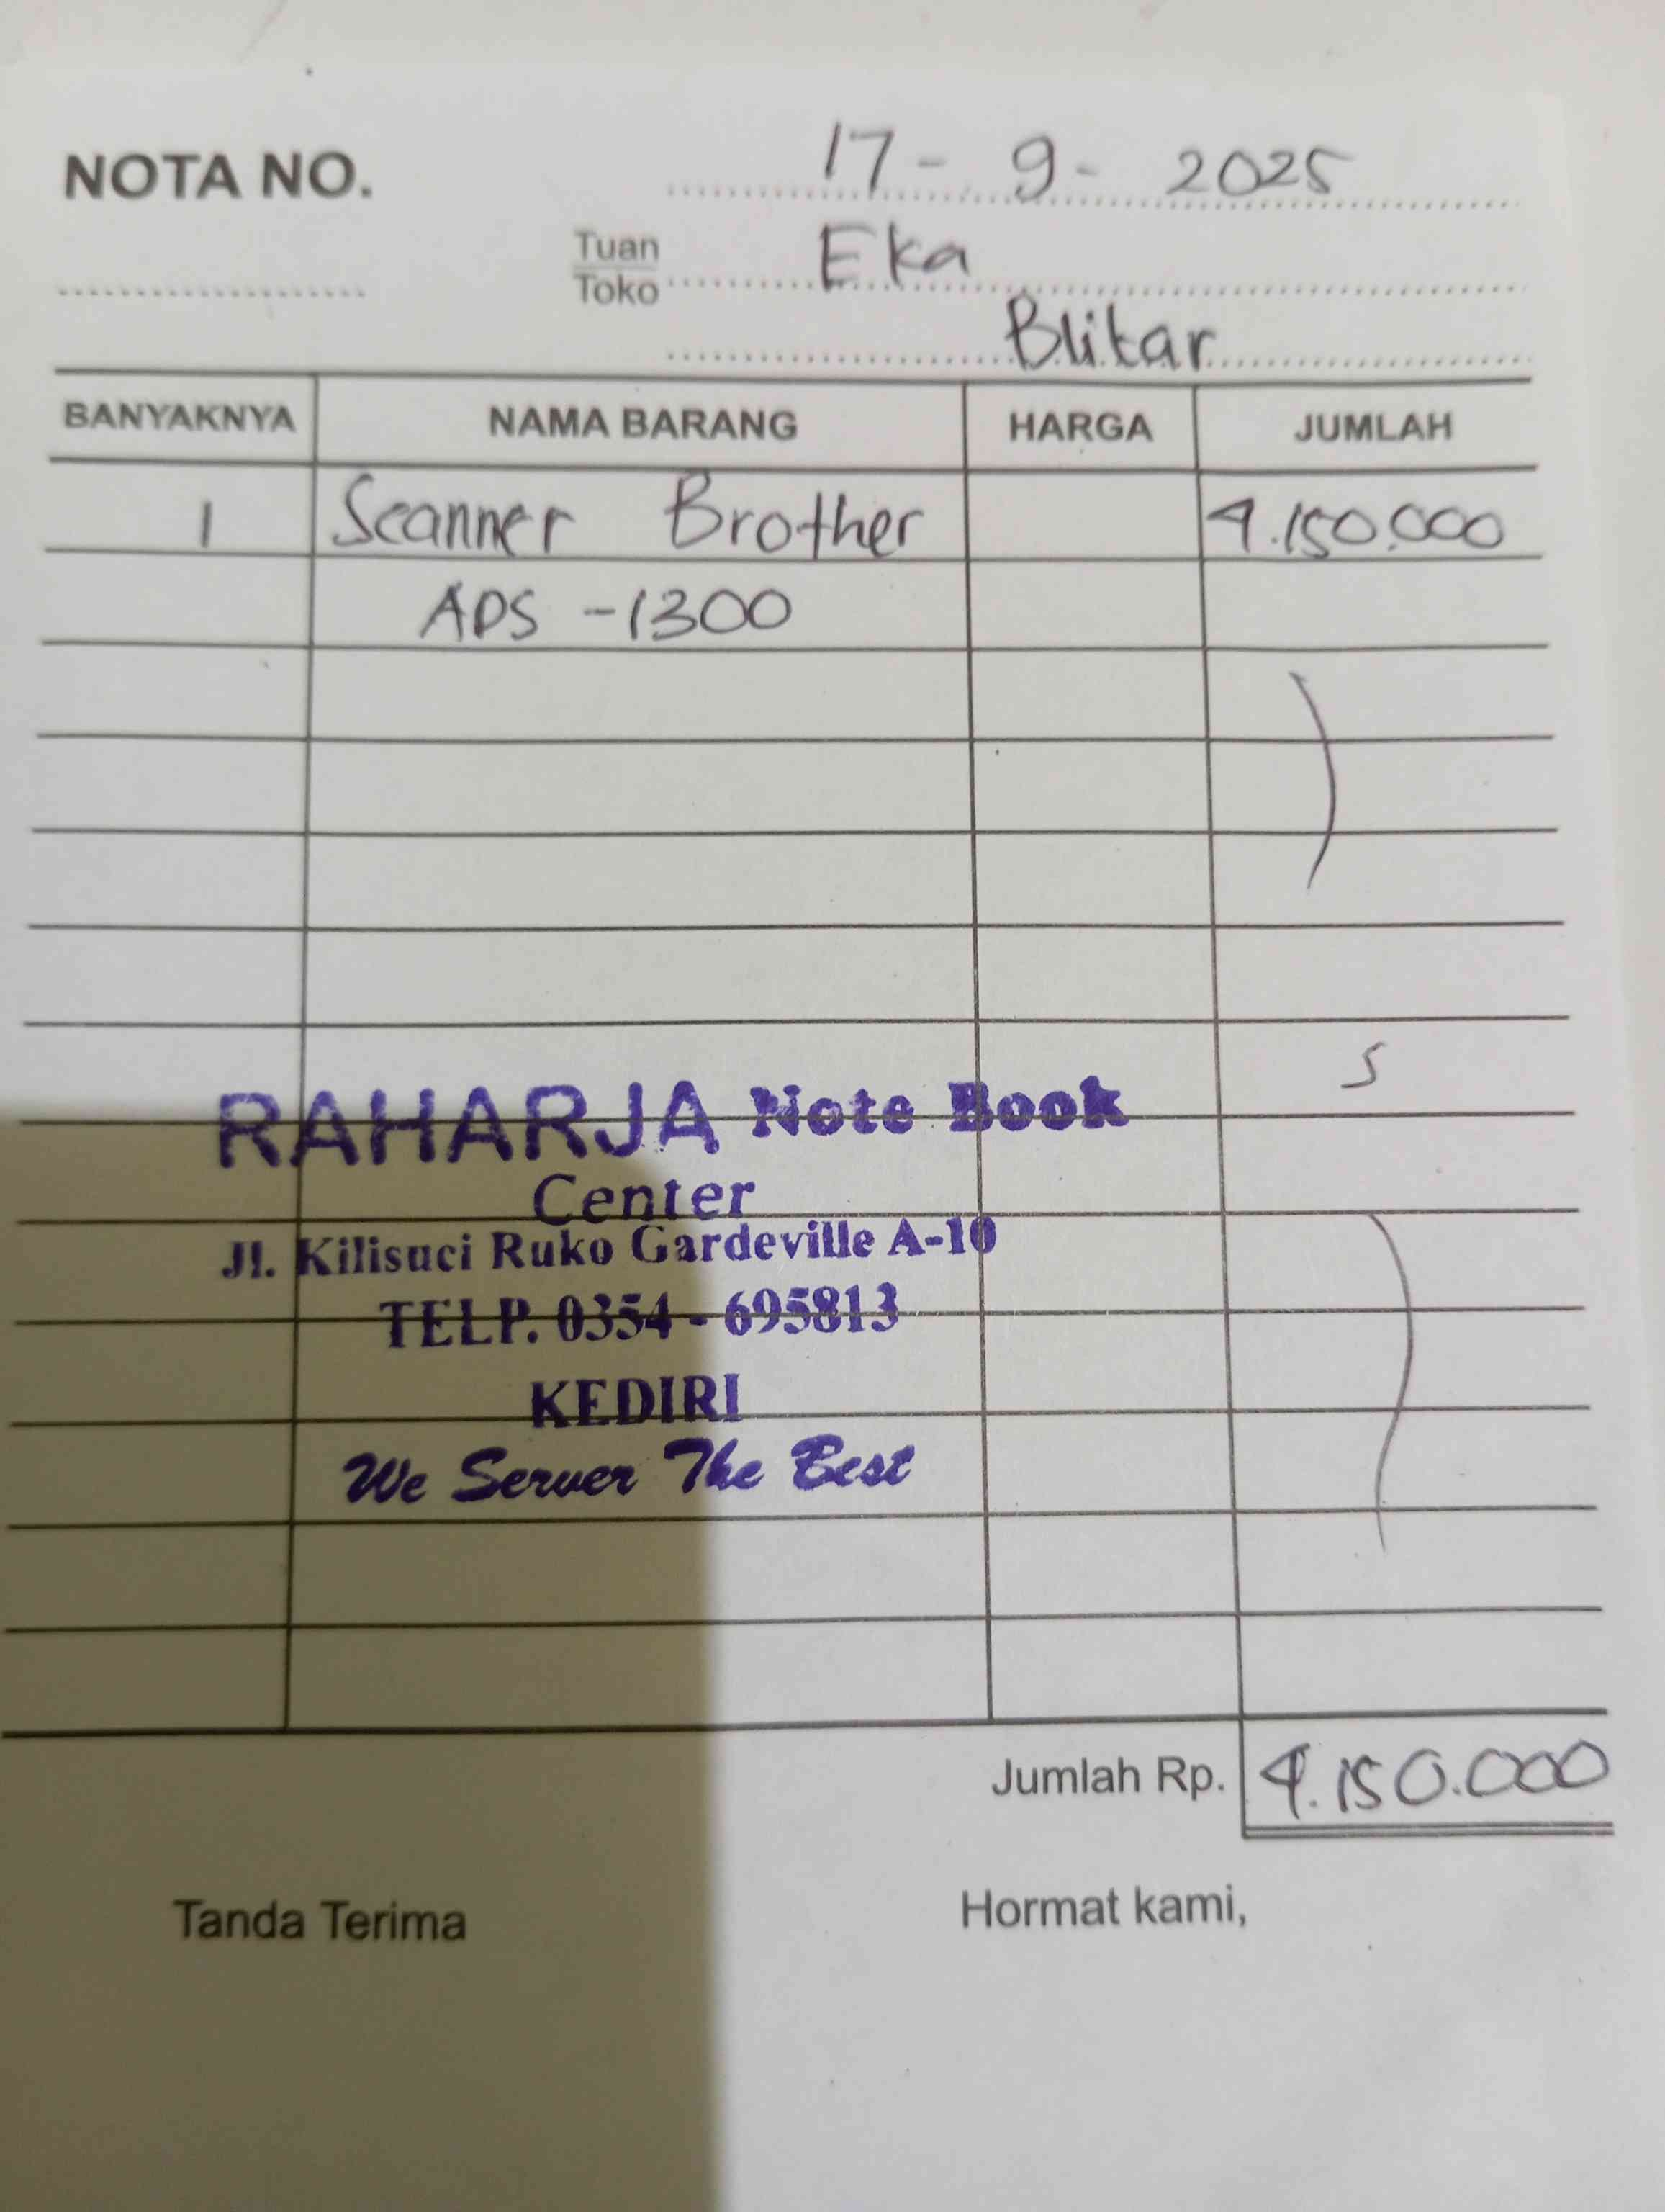 NOTA NO.
17 - 9 - 2025
Tuan
Toko
Eka
Blitar
BANYAKNYA NAMA BARANG HARGA JUMLAH
1 Scanner Brother 4.150.000
ADS - 1300
RAHARJA Note Book
Center
Jl. Kilisuci Ruko Gardeville A-10
TELP. 0354 - 695813
KEDIRI
We Server The Best
Jumlah Rp. 4.150.000
Tanda Terima Hormat kami,